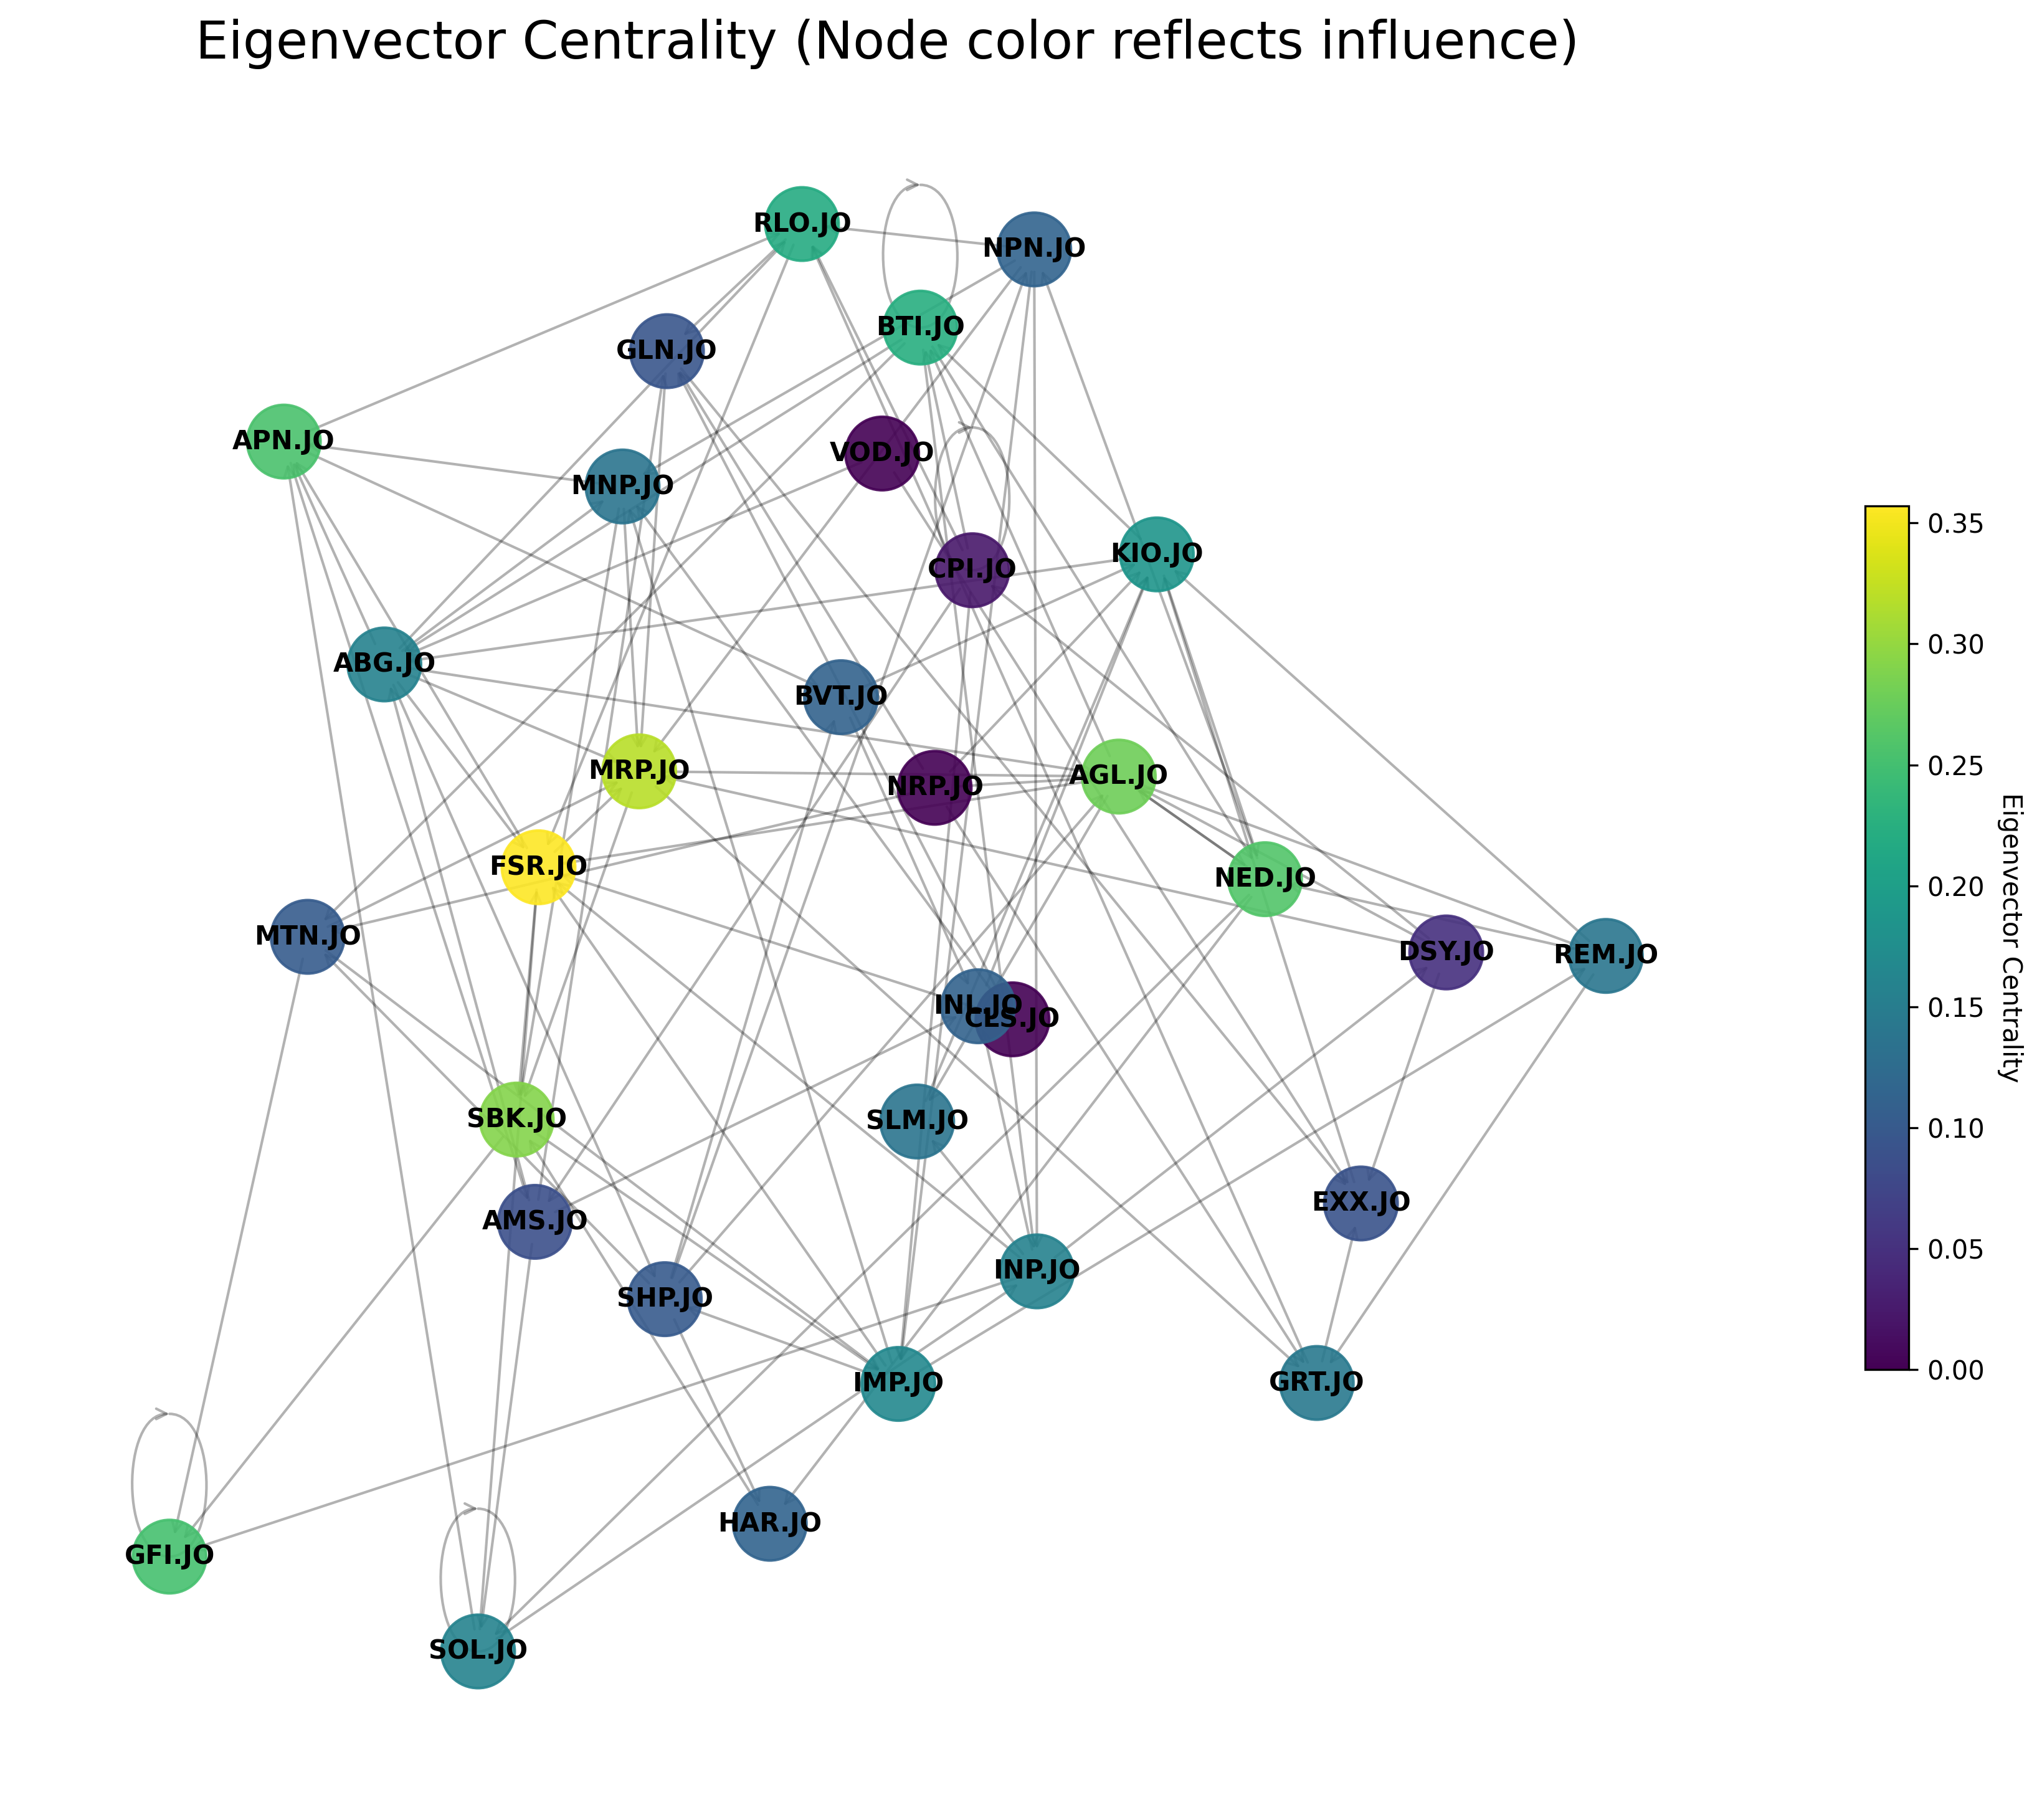 Eigenvector Centrality (Node color reflects influence)
RLO.JO
NPN.JO
BTI.JO
GLN.JO
APN.JO
VOD.JO
MNP.JO
CPI.JO
KIO.JO
ABG.JO
BVT.JO
MRP.JO
NRP.JO
AGL.JO
FSR.JO
NED.JO
MTN.JO
DSY.JO
REM.JO
INL.JO
CLS.JO
SBK.JO
SLM.JO
EXX.JO
AMS.JO
INP.JO
SHP.JO
IMP.JO
GRT.JO
HAR.JO
GFI.JO
SOL.JO
0.35
0.30
0.25
0.20
0.15
0.10
0.05
0.00
Eigenvector Centrality